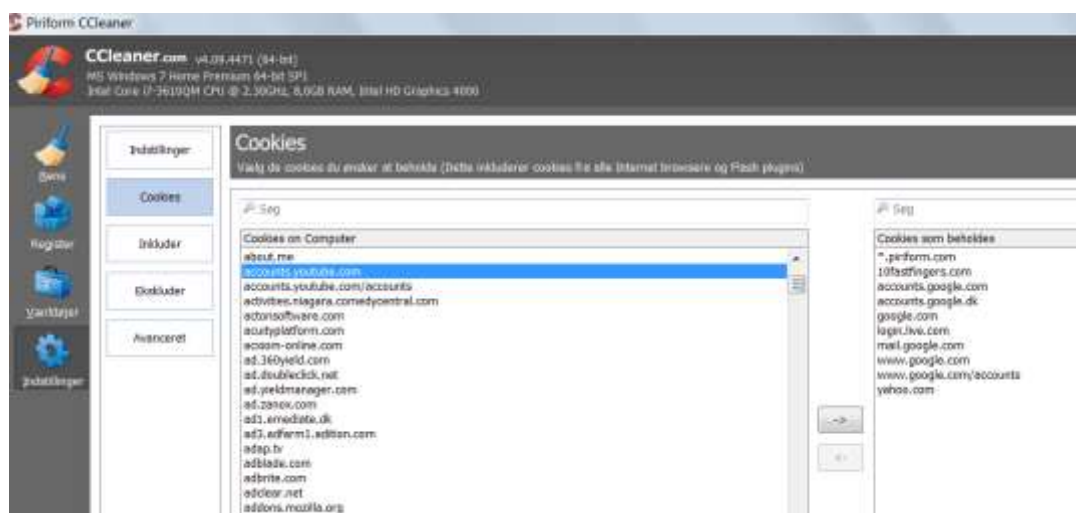 Piriform CCleaner
CCleaner.com v4.09.4471 (64-bit)
MS Windows 7 Home Premium 64-bit SP1
Intel Core i7-3610QM CPU @ 2.30GHz, 8,0GB RAM, Intel HD Graphics 4000
Rens
Register
Værktøjer
Indstillinger
Indstillinger
Cookies
Inkluder
Ekskluder
Avanceret
Cookies
Vælg de cookies du ønsker at beholde (Dette inkluderer cookies fra alle Internet browsere og Flash plugins)
Søg
Cookies on Computer
about.me
accounts.youtube.com
accounts.youtube.com/accounts
activities.niagara.comedycentral.com
actonsoftware.com
acuityplatform.com
acoom-online.com
ad.360yield.com
ad.doubleclick.net
ad.yieldmanager.com
ad.zanox.com
ad1.emediate.dk
ad3.adfarm1.adition.com
adap.tv
adblade.com
adbrite.com
adclear.net
addons.mozilla.org
->
<-
Søg
Cookies som beholdes
*.piriform.com
10fastfingers.com
accounts.google.com
accounts.google.dk
google.com
login.live.com
mail.google.com
www.google.com
www.google.com/accounts
yahoo.com